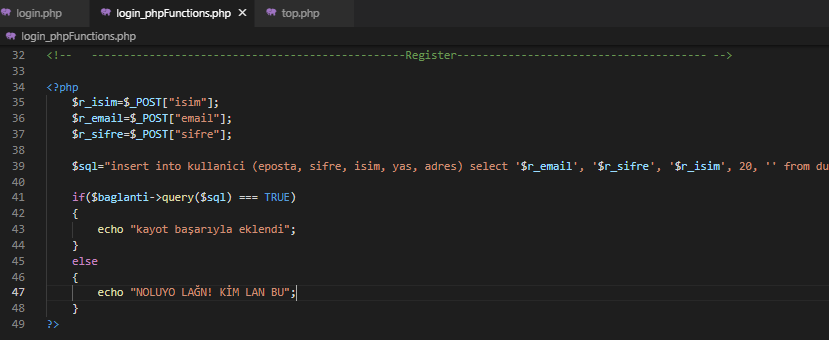 login.php login_phpFunctions.php × top.php
login_phpFunctions.php
32 <!-- ------------------------------------------------Register-------------------------------------- -->
33
34 <?php
35 $r_isim=$_POST["isim"];
36 $r_email=$_POST["email"];
37 $r_sifre=$_POST["sifre"];
38
39 $sql="insert into kullanici (eposta, sifre, isim, yas, adres) select '$r_email', '$r_sifre', '$r_isim', 20, '' from du
40
41 if($baglanti->query($sql) === TRUE)
42 {
43 echo "kayot başarıyla eklendi";
44 }
45 else
46 {
47 echo "NOLUYO LAĞN! KİM LAN BU";
48 }
49 ?>